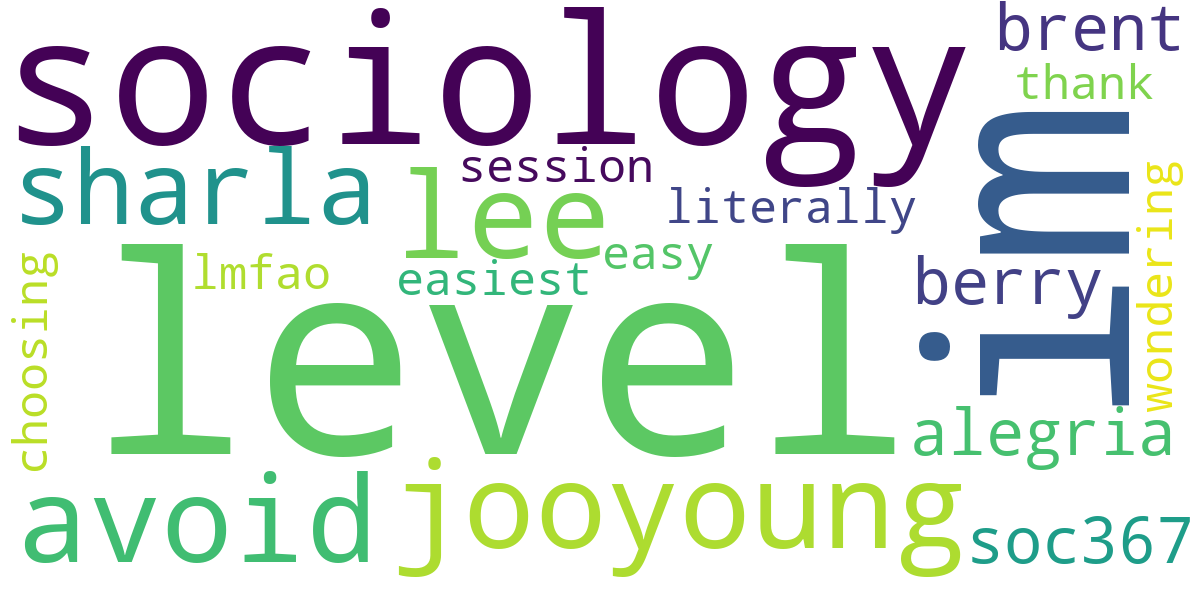 sociology
brent
thank
im
sharla
session
lee
literally
wondering
easy
lmfao
easiest
berry
choosing
level
alegria
avoid
jooyoung
soc367